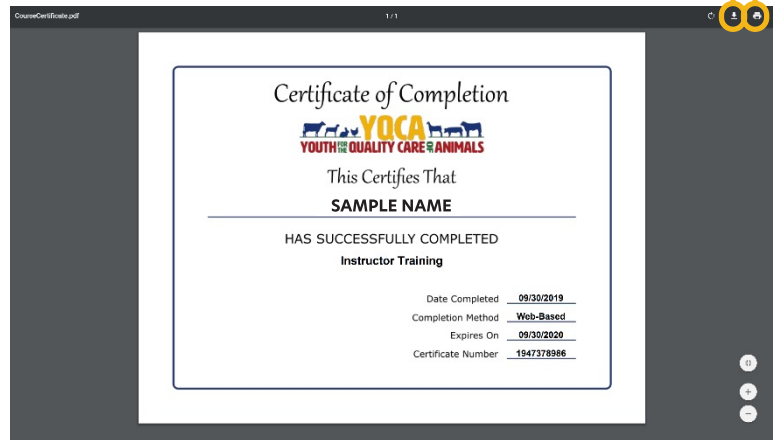 CourseCertificate.pdf
1 / 1
Certificate of Completion
YQCA
YOUTH FOR THE QUALITY CARE OF ANIMALS
This Certifies That
SAMPLE NAME
HAS SUCCESSFULLY COMPLETED
Instructor Training
Date Completed 09/30/2019
Completion Method Web-Based
Expires On 09/30/2020
Certificate Number 1947378986